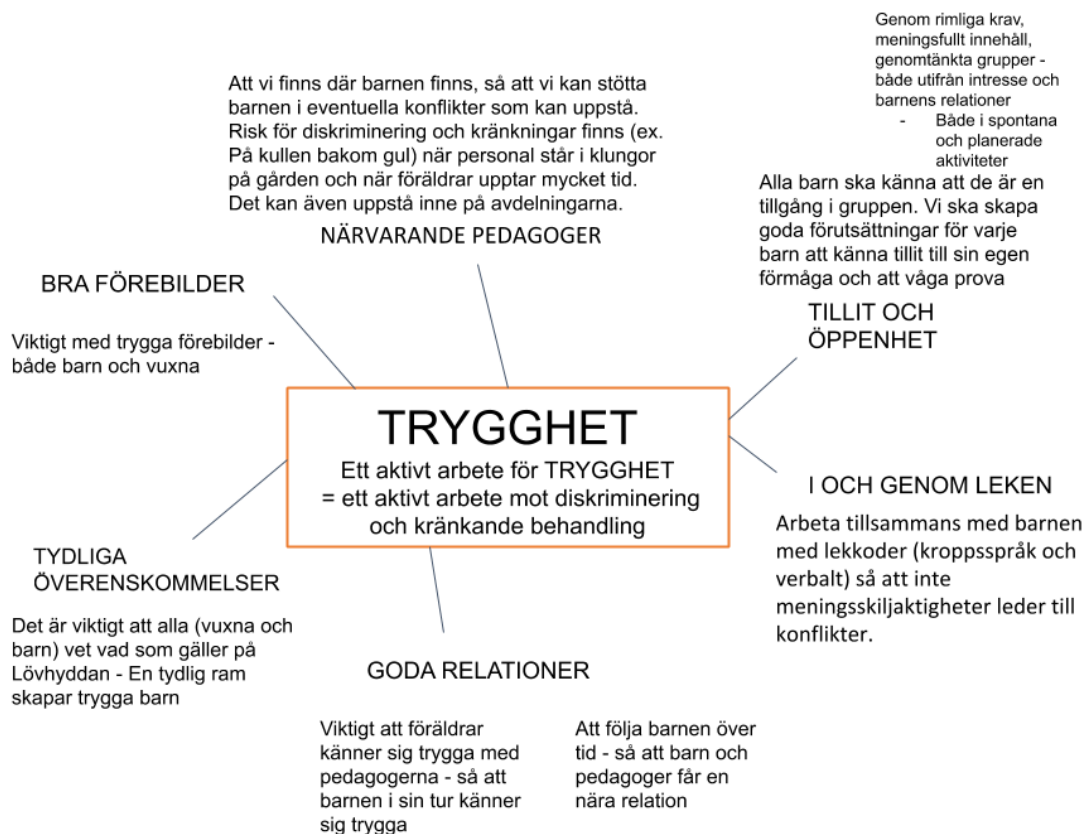 Genom rimliga krav,
meningsfullt innehåll,
genomtänkta grupper -
både utifrån intresse och
barnens relationer
- Både i spontana
och planerade
aktiviteter
Att vi finns där barnen finns, så att vi kan stötta
barnen i eventuella konflikter som kan uppstå.
Risk för diskriminering och kränkningar finns (ex.
På kullen bakom gul) när personal står i klungor
på gården och när föräldrar upptar mycket tid.
Det kan även uppstå inne på avdelningarna.
NÄRVARANDE PEDAGOGER
Alla barn ska känna att de är en
tillgång i gruppen. Vi ska skapa
goda förutsättningar för varje
barn att känna tillit till sin egen
förmåga och att våga prova
TILLIT OCH
ÖPPENHET
BRA FÖREBILDER
Viktigt med trygga förebilder -
både barn och vuxna
TRYGGHET
Ett aktivt arbete för TRYGGHET
= ett aktivt arbete mot diskriminering
och kränkande behandling
I OCH GENOM LEKEN
Arbeta tillsammans med barnen
med lekkoder (kroppsspråk och
verbalt) så att inte
meningsskiljaktigheter leder till
konflikter.
TYDLIGA
ÖVERENSKOMMELSER
Det är viktigt att alla (vuxna och
barn) vet vad som gäller på
Lövhyddan - En tydlig ram
skapar trygga barn
GODA RELATIONER
Viktigt att föräldrar
känner sig trygga med
pedagogerna - så att
barnen i sin tur känner
sig trygga
Att följa barnen över
tid - så att barn och
pedagoger får en
nära relation